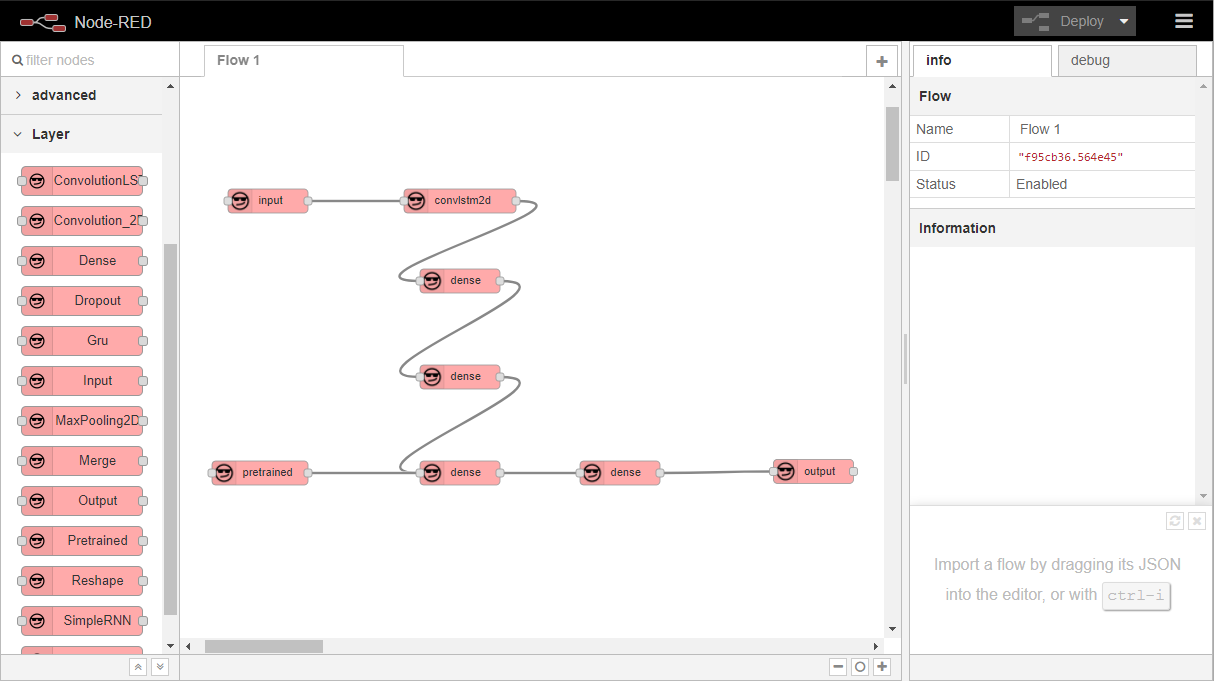 Node-RED
Deploy
filter nodes
Flow 1
info
debug
advanced
Layer
ConvolutionLS
Convolution_2D
Dense
Dropout
Gru
Input
MaxPooling2D
Merge
Output
Pretrained
Reshape
SimpleRNN
input
convlstm2d
dense
dense
pretrained
dense
dense
output
Flow
Name Flow 1
ID "f95cb36.564e45"
Status Enabled
Information
Import a flow by dragging its JSON
into the editor, or with ctrl-i